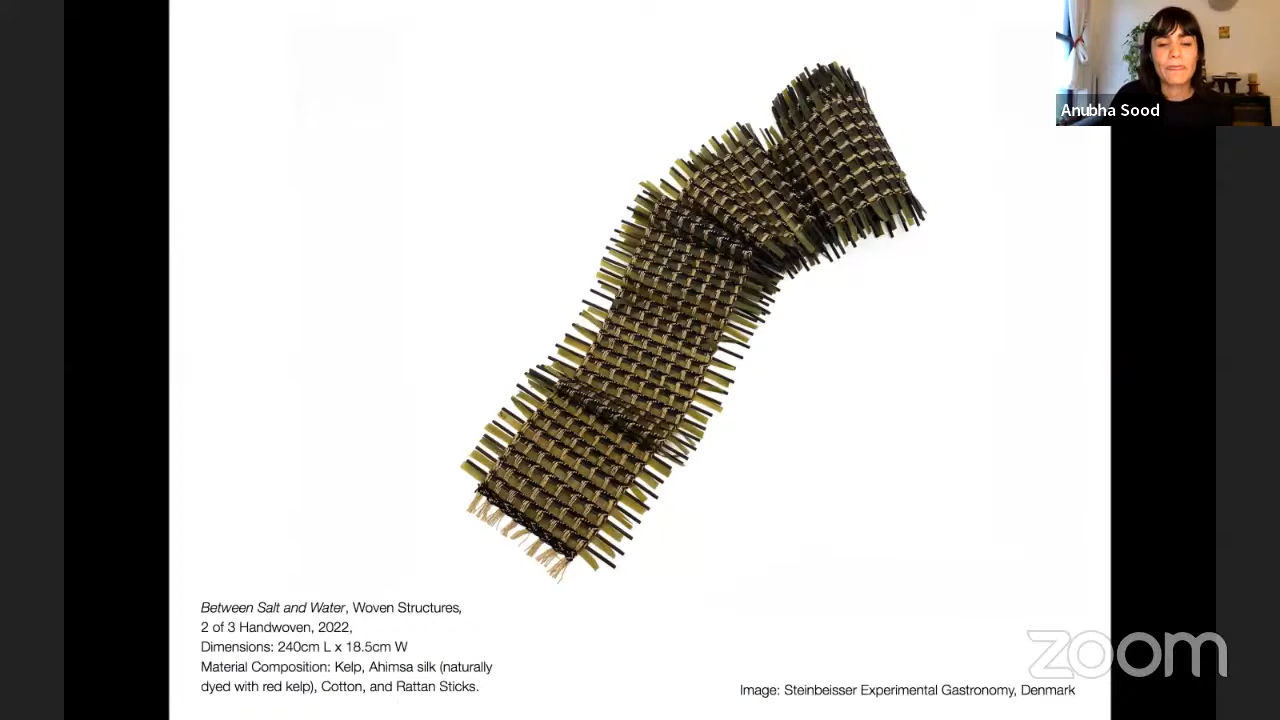 Anubha Sood
Between Salt and Water, Woven Structures,
2 of 3 Handwoven, 2022,
Dimensions: 240cm L x 18.5cm W
Material Composition: Kelp, Ahimsa silk (naturally
dyed with red kelp), Cotton, and Rattan Sticks.
Image: Steinbeisser Experimental Gastronomy, Denmark
zoom